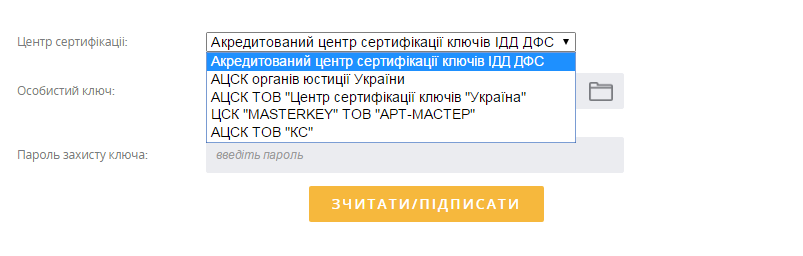 Центр сертифікаціі: Акредитований центр сертифікації ключів ІДД ДФС
Акредитований центр сертифікації ключів ІДД ДФС
АЦСК органів юстиції України
Особистий ключ:
АЦСК ТОВ "Центр сертифікації ключів "Україна"
ЦСК "MASTERKEY" ТОВ "АРТ-МАСТЕР"
АЦСК ТОВ "КС"
Пароль захисту ключа: введіть пароль
ЗЧИТАТИ/ПІДПИСАТИ